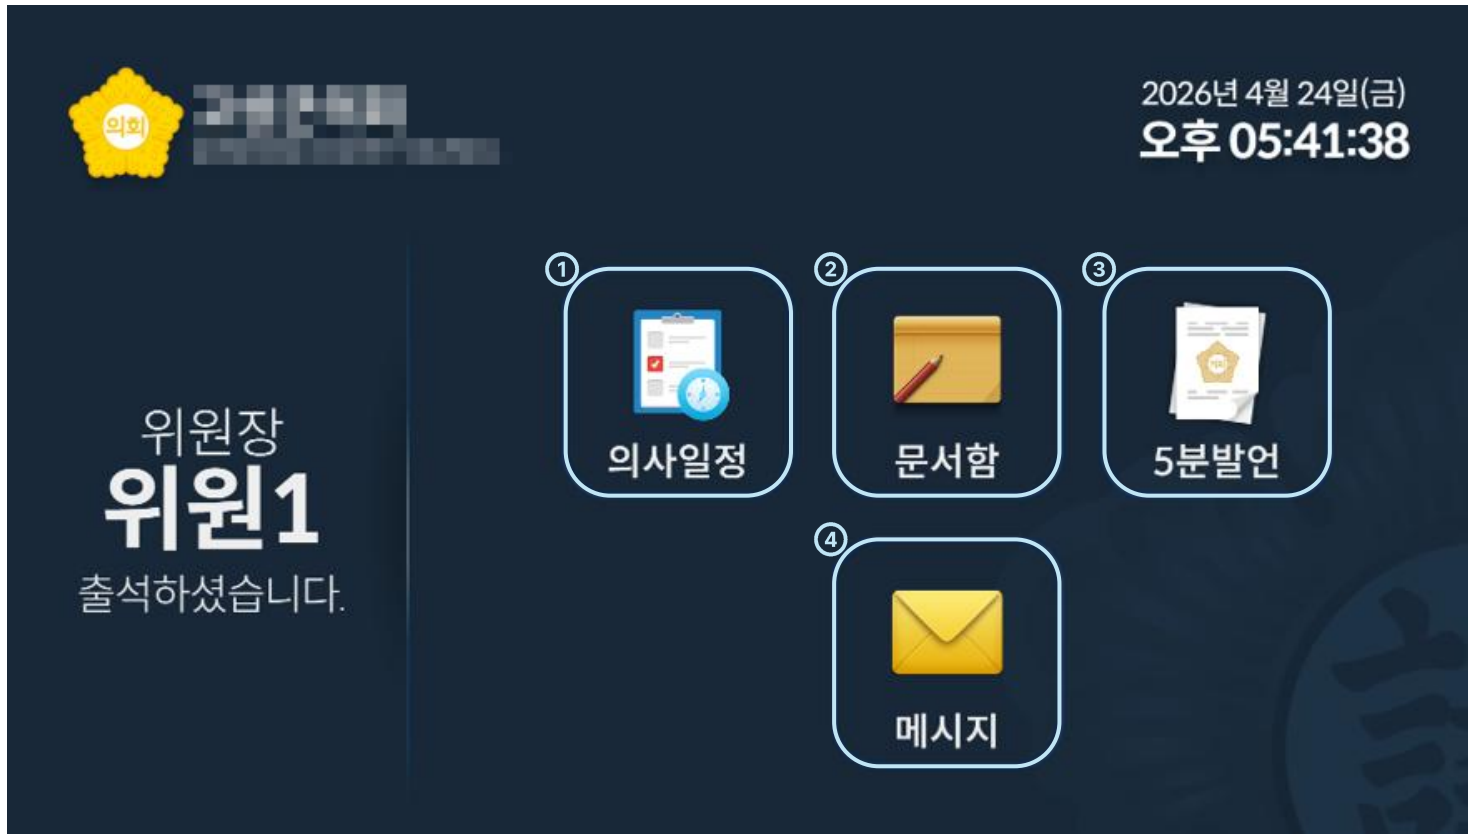 의회
2026년 4월 24일(금)
오후 05:41:38
위원장
위원1
출석하셨습니다.
①
의사일정
②
문서함
③
5분발언
④
메시지